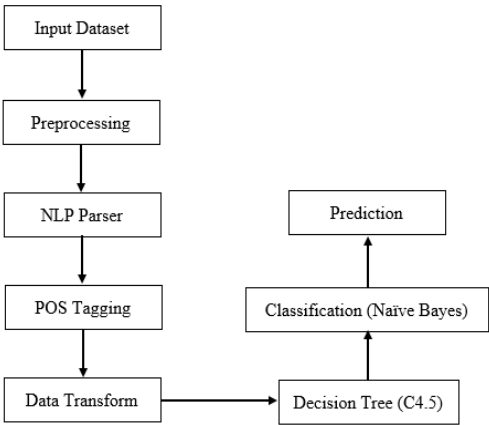 Input Dataset
Preprocessing
NLP Parser
POS Tagging
Data Transform
Decision Tree (C4.5)
Classification (Naïve Bayes)
Prediction